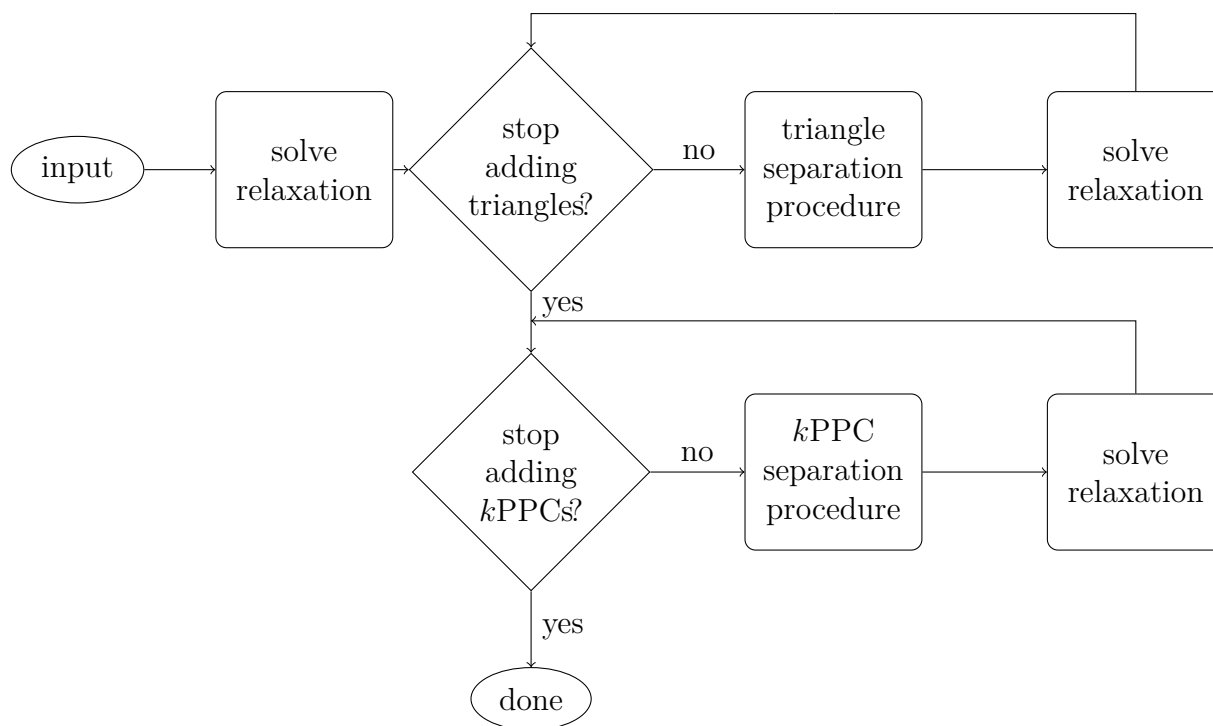 input
solve
relaxation
stop
adding
triangles?
no
triangle
separation
procedure
solve
relaxation
yes
stop
adding
kPPCs?
no
kPPC
separation
procedure
solve
relaxation
yes
done